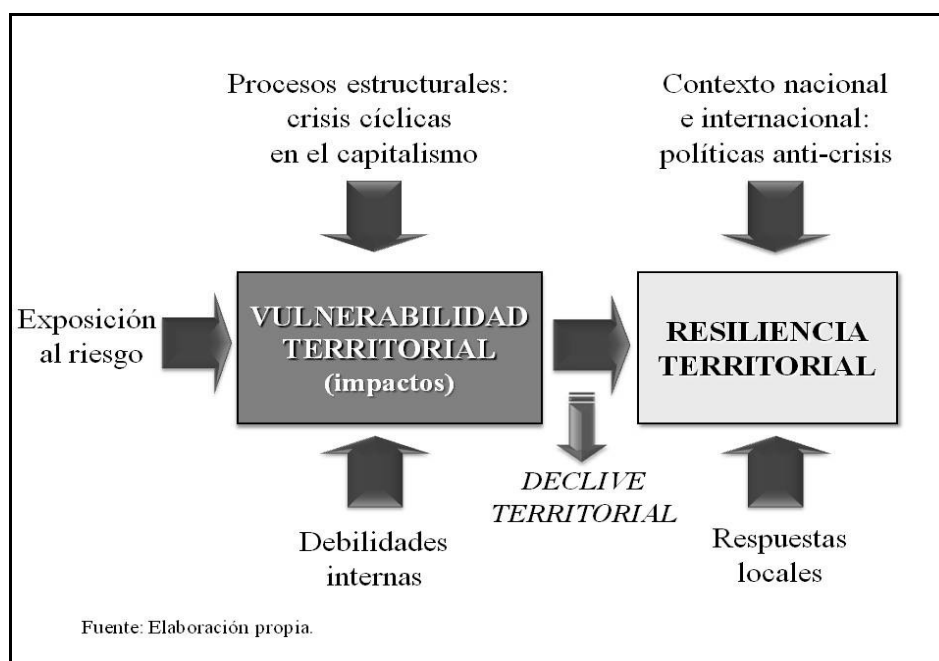 Procesos estructurales:
crisis cíclicas
en el capitalismo
Contexto nacional
e internacional:
políticas anti-crisis
Exposición
al riesgo
VULNERABILIDAD
TERRITORIAL
(impactos)
RESILIENCIA
TERRITORIAL
DECLIVE
TERRITORIAL
Debilidades
internas
Respuestas
locales
Fuente: Elaboración propia.